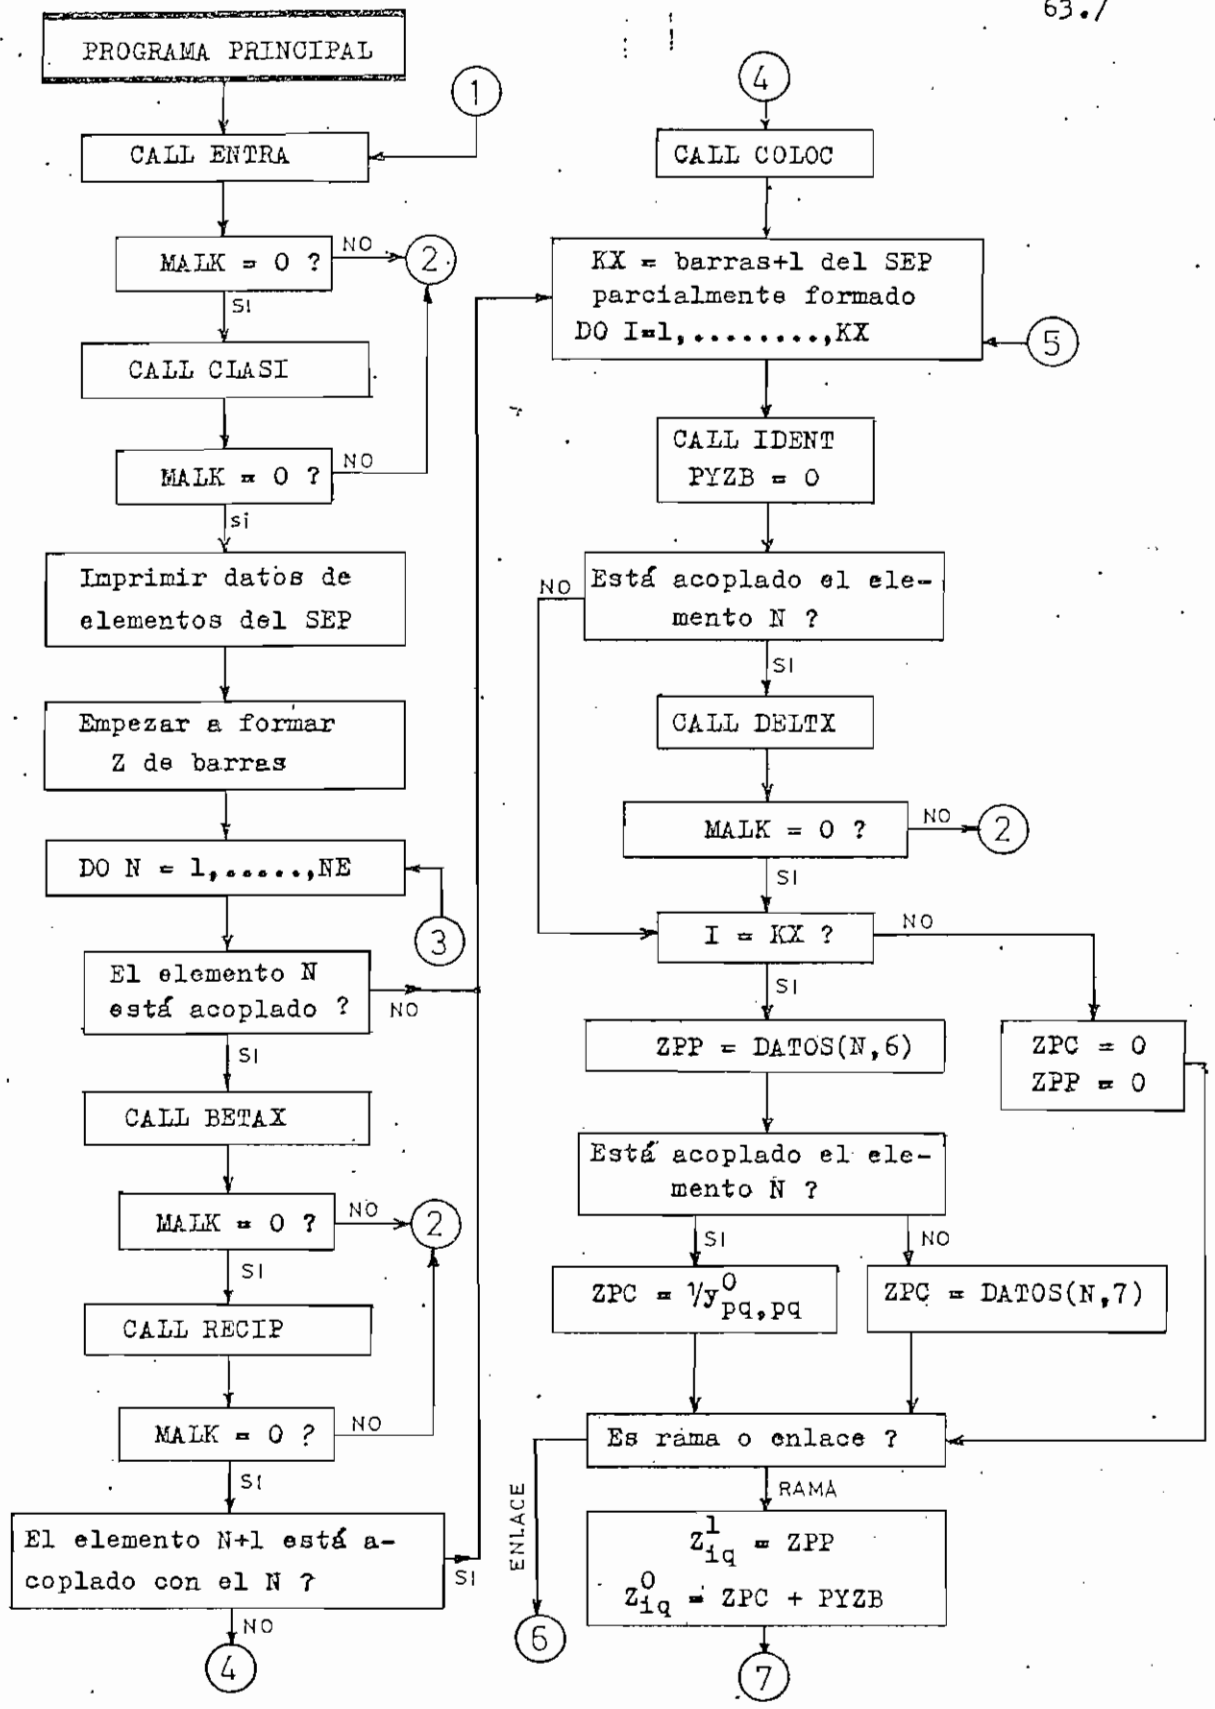 63./
PROGRAMA PRINCIPAL
1
CALL ENTRA
MALK = 0 ?
NO
2
SI
CALL CLASI
MALK = 0 ?
NO
si
Imprimir datos de
elementos del SEP
Empezar a formar
Z de barras
DO N = 1,.....,NE
3
El elemento N
está acoplado ?
NO
SI
CALL BETAX
MALK = 0 ?
NO
2
SI
CALL RECIP
MALK = 0 ?
NO
SI
El elemento N+1 está a-
coplado con el N ?
SI
NO
4
4
CALL COLOC
KX = barras+1 del SEP
parcialmente formado
DO I=1,.........,KX
5
CALL IDENT
PYZB = 0
Está acoplado el ele-
mento N ?
NO
SI
CALL DELTX
MALK = 0 ?
NO
2
SI
I = KX ?
NO
SI
ZPP = DATOS(N,6)
ZPC = 0
ZPP = 0
Está acoplado el ele-
mento N ?
SI
NO
ZPC = 1/y⁰pq,pq
ZPC = DATOS(N,7)
Es rama o enlace ?
ENLACE
RAMA
Z¹iq = ZPP
Z⁰iq = ZPC + PYZB
6
7